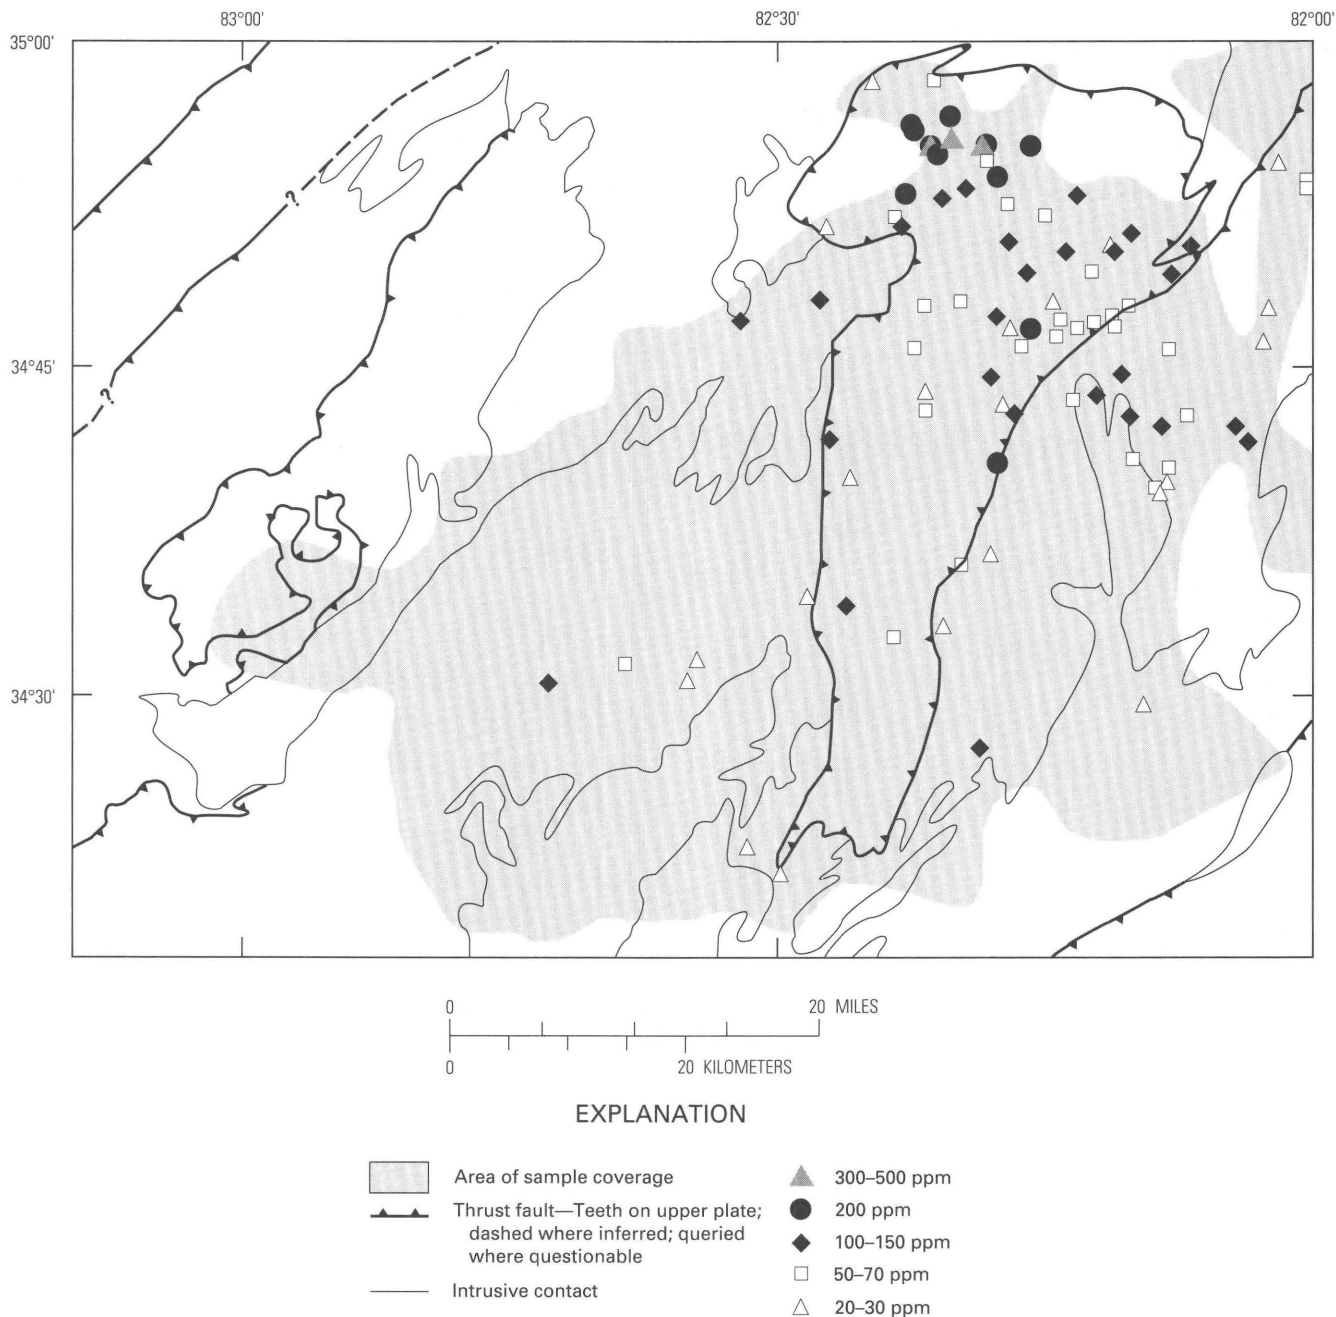 83°00'
82°30'
82°00'
35°00'
?
34°45'
?
34°30'
0
20 MILES
0
20 KILOMETERS
EXPLANATION
Area of sample coverage
Thrust fault—Teeth on upper plate;
dashed where inferred; queried
where questionable
Intrusive contact
300–500 ppm
200 ppm
100–150 ppm
50–70 ppm
20–30 ppm